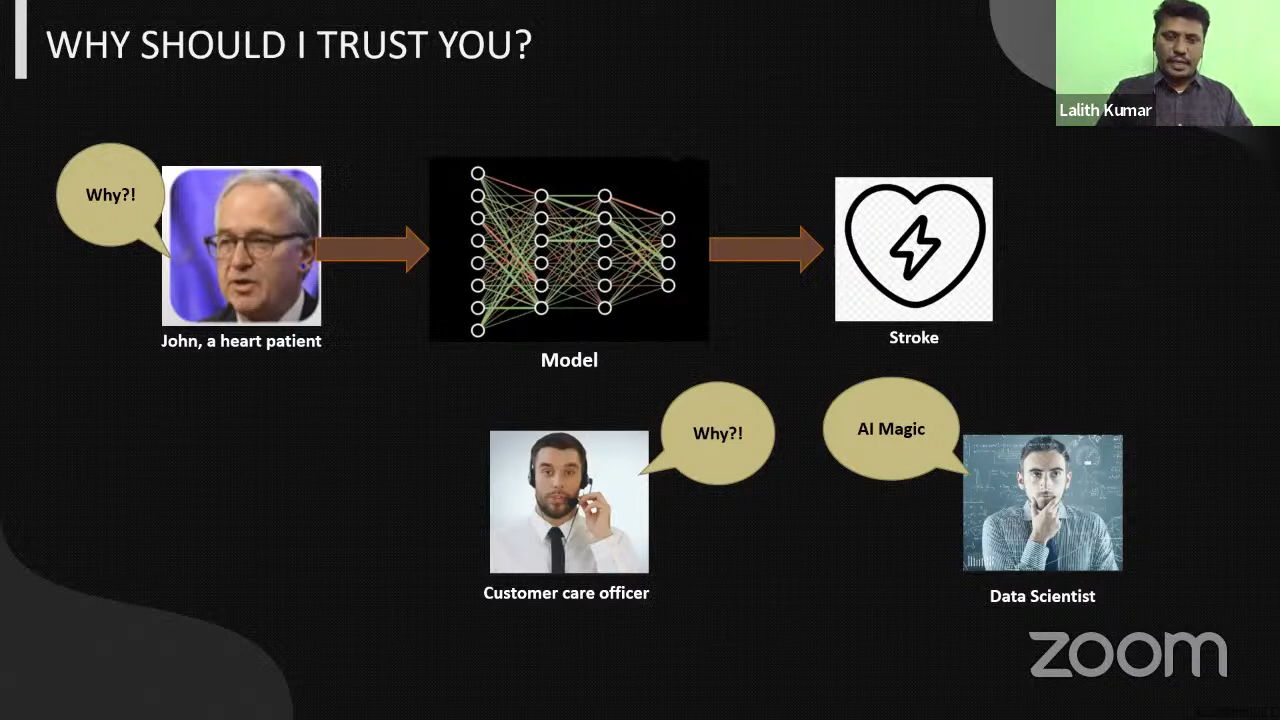 WHY SHOULD I TRUST YOU?
Lalith Kumar
Why?!
John, a heart patient
Model
Stroke
Why?!
AI Magic
Customer care officer
Data Scientist
zoom